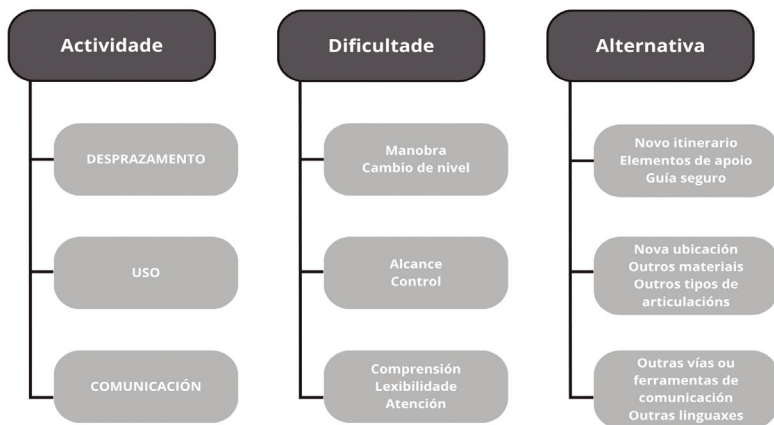 Actividade
DESPRAZAMENTO
USO
COMUNICACIÓN
Dificultade
Manobra
Cambio de nivel
Alcance
Control
Comprensión
Lexibilidade
Atención
Alternativa
Novo itinerario
Elementos de apoio
Guía seguro
Nova ubicación
Outros materiais
Outros tipos de
articulacións
Outras vías ou
ferramentas de
comunicación
Outras linguaxes